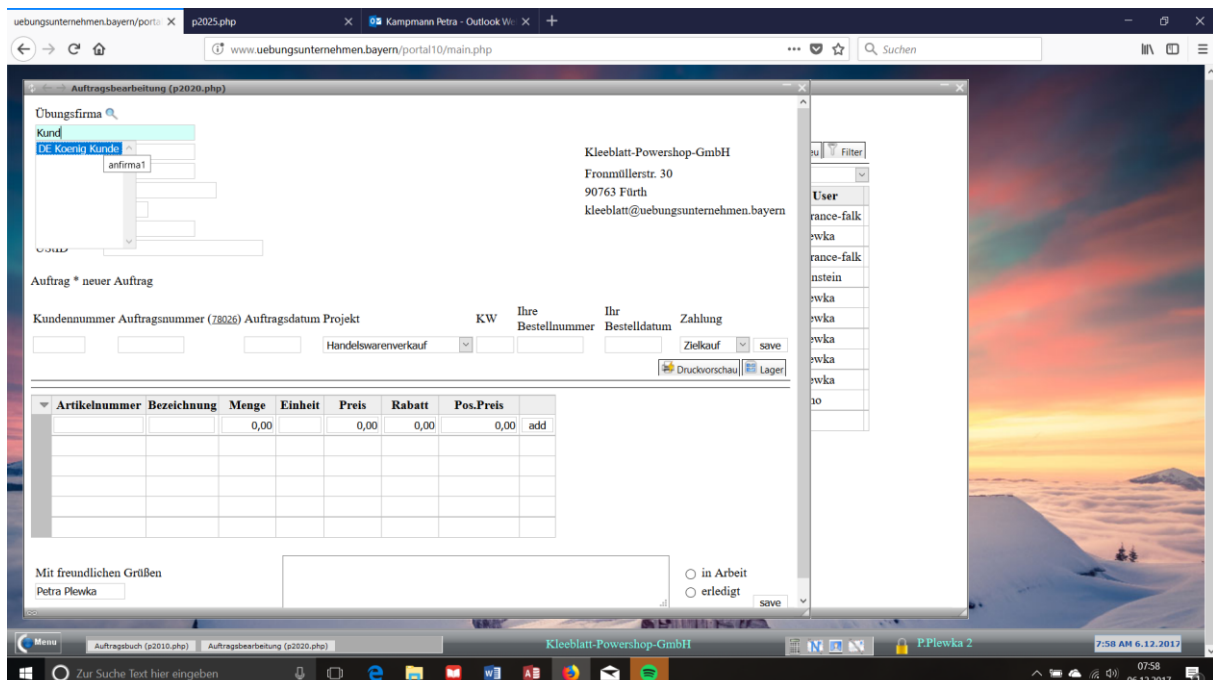 uebungsunternehmen.bayern/porta
p2025.php
Kampmann Petra - Outlook We
www.uebungsunternehmen.bayern/portal10/main.php
Suchen
Auftragsbearbeitung (p2020.php)
Übungsfirma
Kund
DE Koenig Kunde
anfirma1
Kleeblatt-Powershop-GmbH
Fronmüllerstr. 30
90763 Fürth
kleeblatt@uebungsunternehmen.bayern
eu Filter
User
rance-falk
ewka
rance-falk
nstein
ewka
ewka
ewka
ewka
ewka
no
UStID
Auftrag * neuer Auftrag
Kundennummer Auftragsnummer (78026) Auftragsdatum Projekt KW Ihre Bestellnummer Ihr Bestelldatum Zahlung
Handelswarenverkauf Zielkauf save
Druckvorschau Lager
Artikelnummer Bezeichnung Menge Einheit Preis Rabatt Pos.Preis
0,00 0,00 0,00 0,00 add
Mit freundlichen Grüßen
Petra Plewka
in Arbeit
erledigt
save
Menu Auftragsbuch (p2010.php) Auftragsbearbeitung (p2020.php) Kleeblatt-Powershop-GmbH P.Plewka 2 7:58 AM 6.12.2017
Zur Suche Text hier eingeben
07:58
06.12.2017